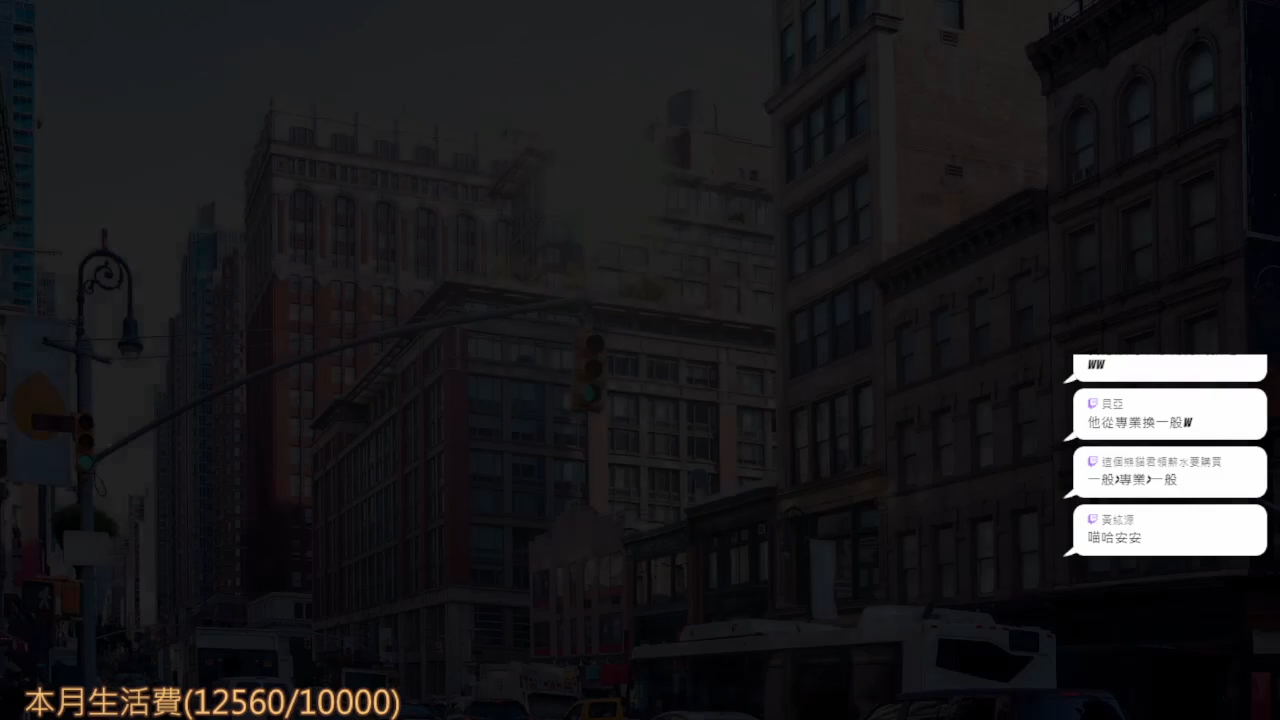 WW
貝亞
他從專業換一般W
這個熊貓君領薪水要購買
一般>專業>一般
黃紘源
喵哈安安
本月生活費(12560/10000)